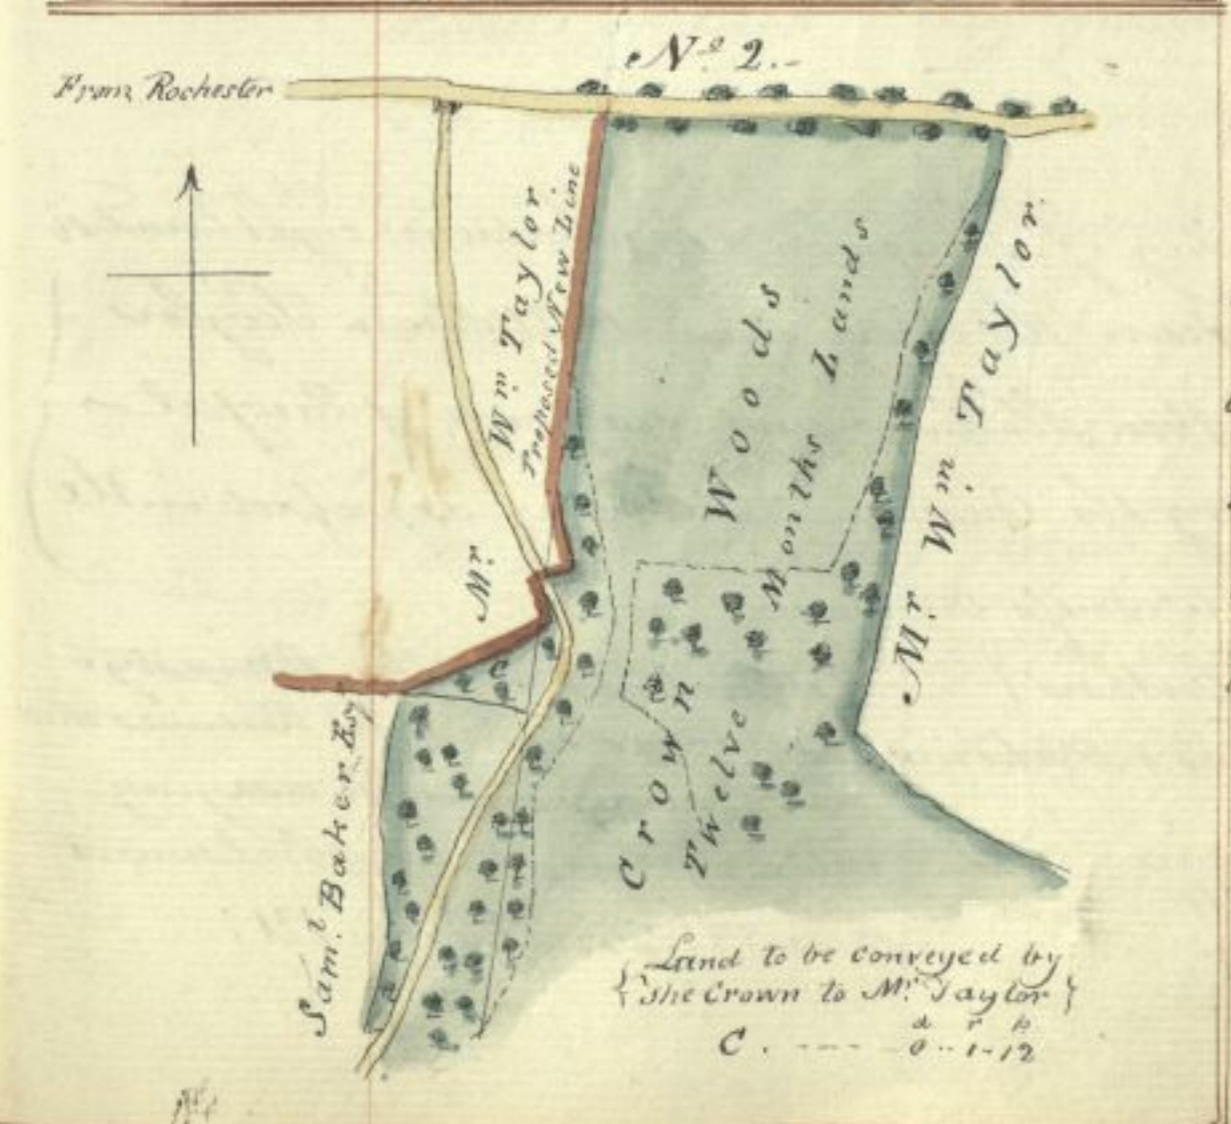 No. 2.
From Rochester
Mr. Wm. Taylor
Proposed New Line
Crown Woods
Twelve Months Lands
Mr. Wm. Taylor.
C
Saml. Baker Esq.
Land to be conveyed by
the Crown to Mr. Taylor
a r p
C. 0 .. 1 - 12